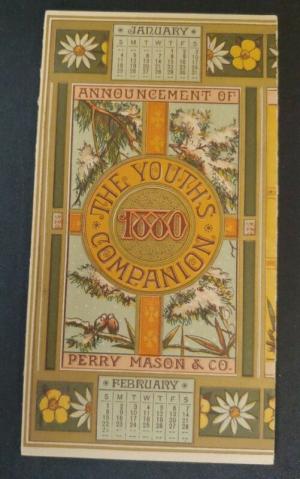 JANUARY
S M T W T F S
ANNOUNCEMENT OF
THE YOUTH'S
1880
COMPANION.
PERRY MASON & CO.
FEBRUARY
S M T W T F S